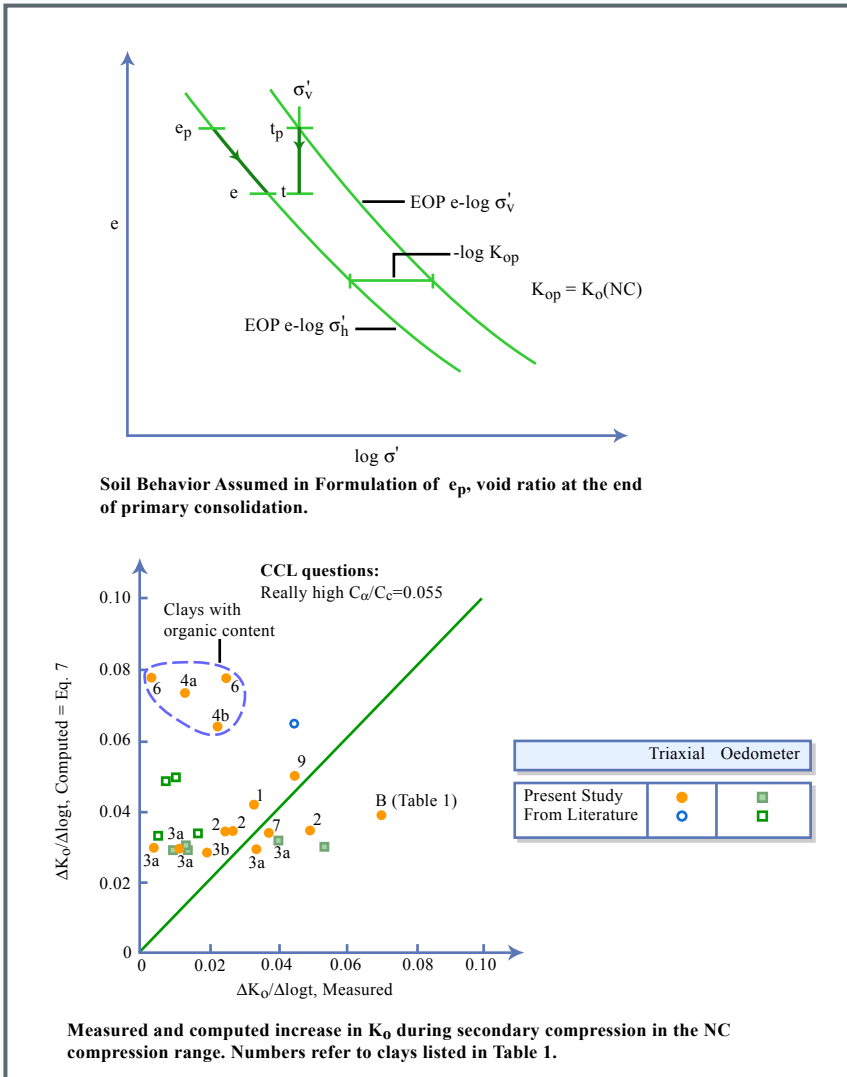 σ'v
ep
tp
e
t
e
EOP e-log σ'v
-log Kop
Kop = Ko(NC)
EOP e-log σ'h
log σ'
Soil Behavior Assumed in Formulation of ep, void ratio at the end
of primary consolidation.
CCL questions:
Really high Cα/Cc=0.055
Clays with
organic content
0.10
0.08
0.06
0.04
0.02
0
ΔKo/Δlogt, Computed = Eq. 7
6
4a
6
4b
9
1
B (Table 1)
2
2
7
2
3a
3a
3a
3b
3a
3a
0
0.02
0.04
0.06
0.08
0.10
ΔKo/Δlogt, Measured
Triaxial Oedometer
Present Study
From Literature
Measured and computed increase in Ko during secondary compression in the NC
compression range. Numbers refer to clays listed in Table 1.